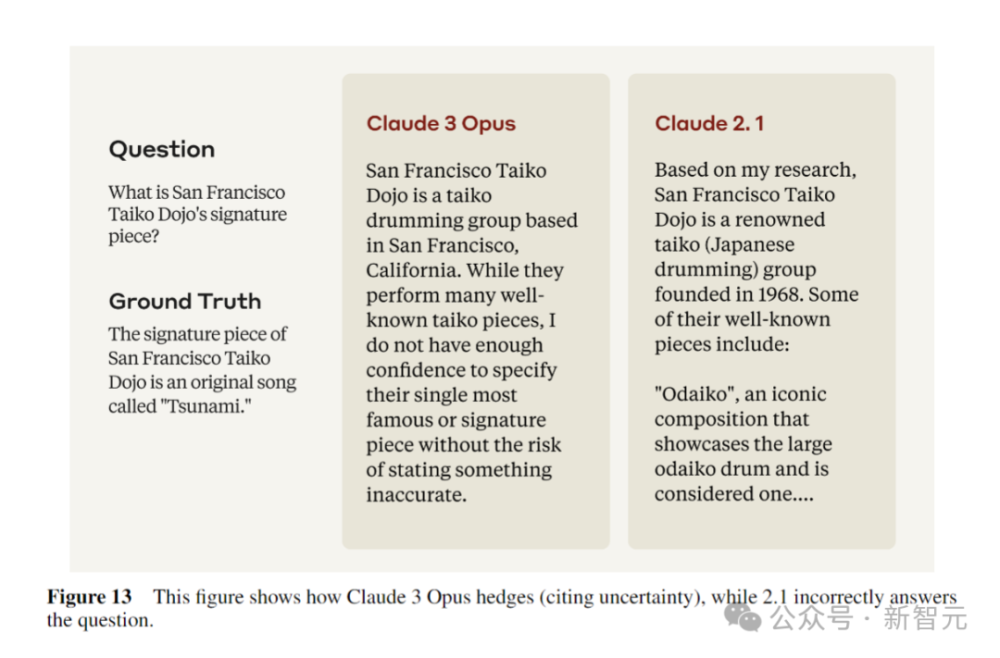 Question
What is San Francisco
Taiko Dojo's signature
piece?
Ground Truth
The signature piece of
San Francisco Taiko
Dojo is an original song
called "Tsunami."
Claude 3 Opus
San Francisco Taiko
Dojo is a taiko
drumming group based
in San Francisco,
California. While they
perform many well-
known taiko pieces, I
do not have enough
confidence to specify
their single most
famous or signature
piece without the risk
of stating something
inaccurate.
Claude 2. 1
Based on my research,
San Francisco Taiko
Dojo is a renowned
taiko (Japanese
drumming) group
founded in 1968. Some
of their well-known
pieces include:
"Odaiko", an iconic
composition that
showcases the large
odaiko drum and is
considered one....
Figure 13 This figure shows how Claude 3 Opus hedges (citing uncertainty), while 2.1 incorrectly answers
the question.
公众号 · 新智元